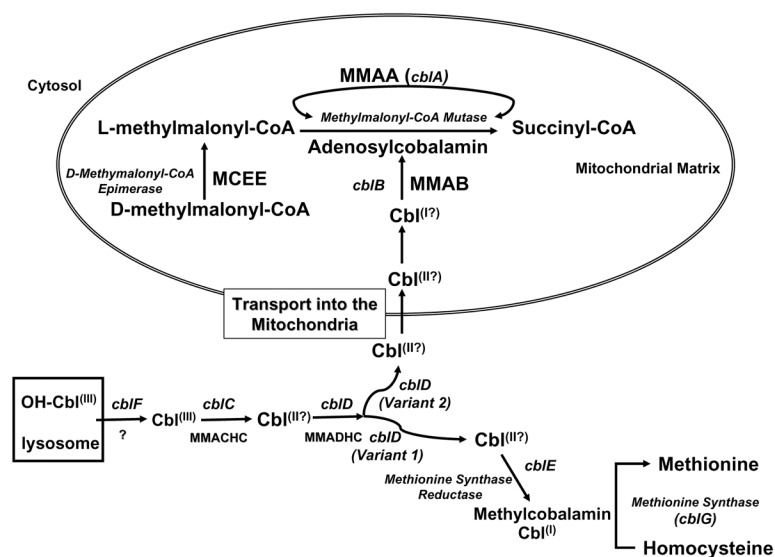 Cytosol
MMAA (cblA)
Methylmalonyl-CoA Mutase
L-methylmalonyl-CoA
Succinyl-CoA
Adenosylcobalamin
Mitochondrial Matrix
D-Methymalonyl-CoA
Epimerase
MCEE
cblB
MMAB
D-methylmalonyl-CoA
Cbl(I?)
Cbl(II?)
Transport into the
Mitochondria
Cbl(II?)
OH-Cbl(III)
lysosome
cblF
?
Cbl(III)
cblC
MMACHC
Cbl(II?)
cblD
MMADHC
cblD
(Variant 2)
cblD
(Variant 1)
Cbl(II?)
cblE
Methionine Synthase
Reductase
Methylcobalamin
Cbl(I)
Methionine
Methionine Synthase
(cblG)
Homocysteine